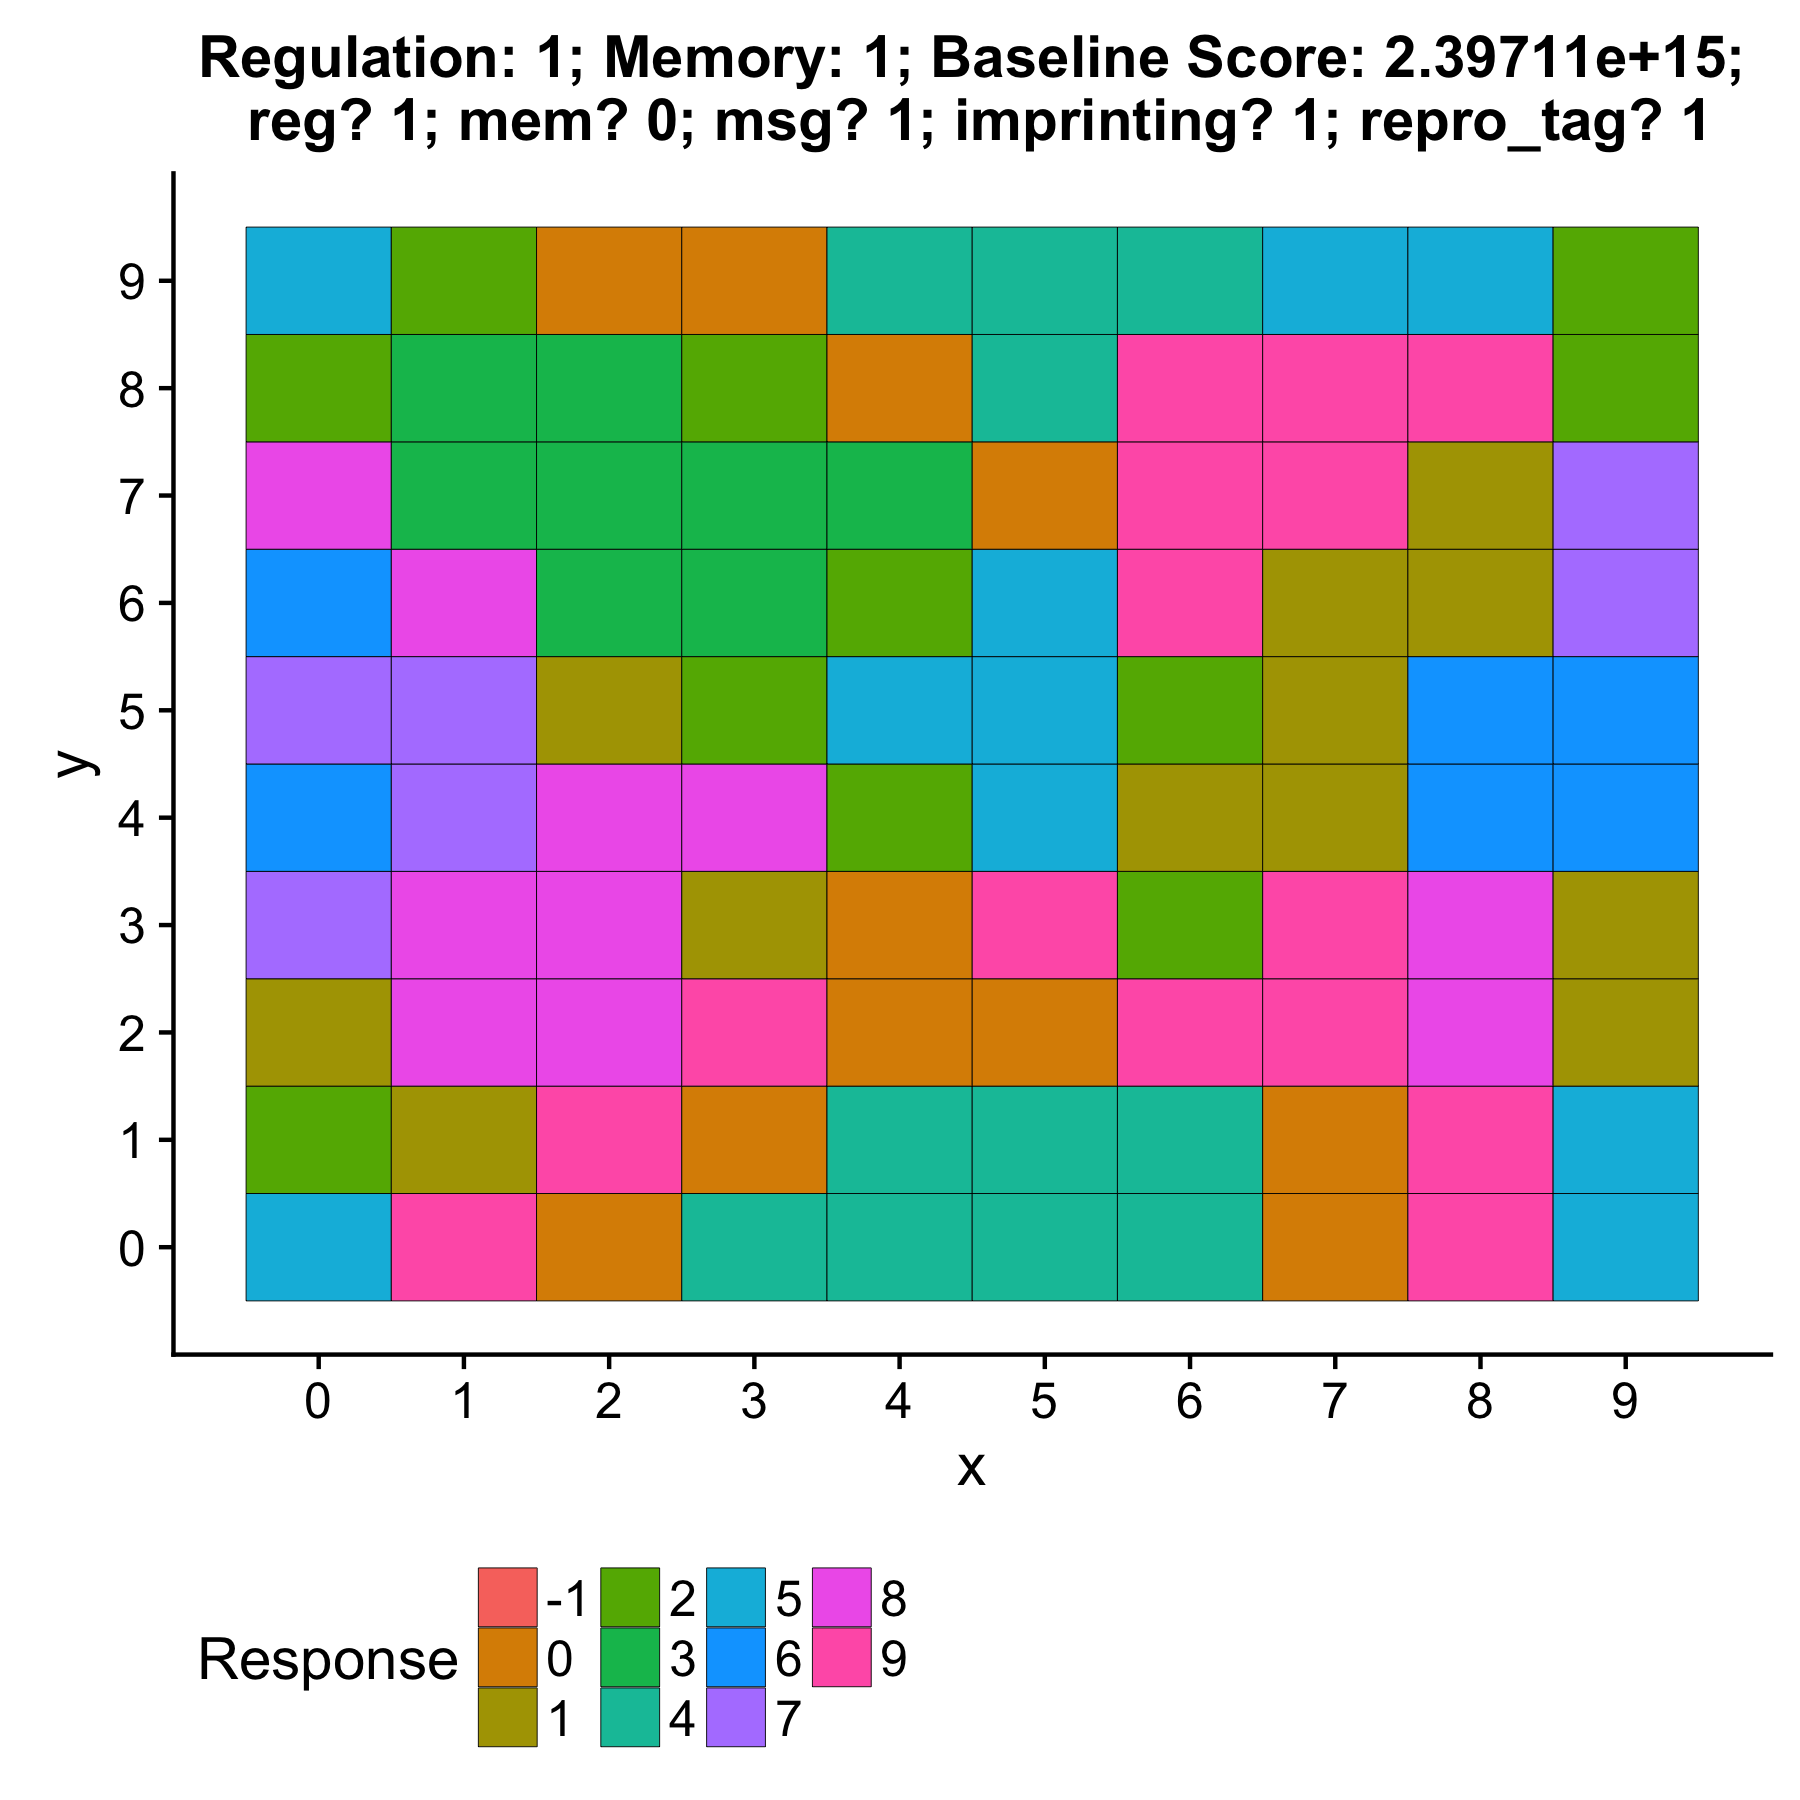 Regulation: 1; Memory: 1; Baseline Score: 2.39711e+15;
reg? 1; mem? 0; msg? 1; imprinting? 1; repro_tag? 1
9
8
7
6
5
4
3
2
1
0
y
0 1 2 3 4 5 6 7 8 9
x
-1 2 5 8
Response 0 3 6 9
1 4 7